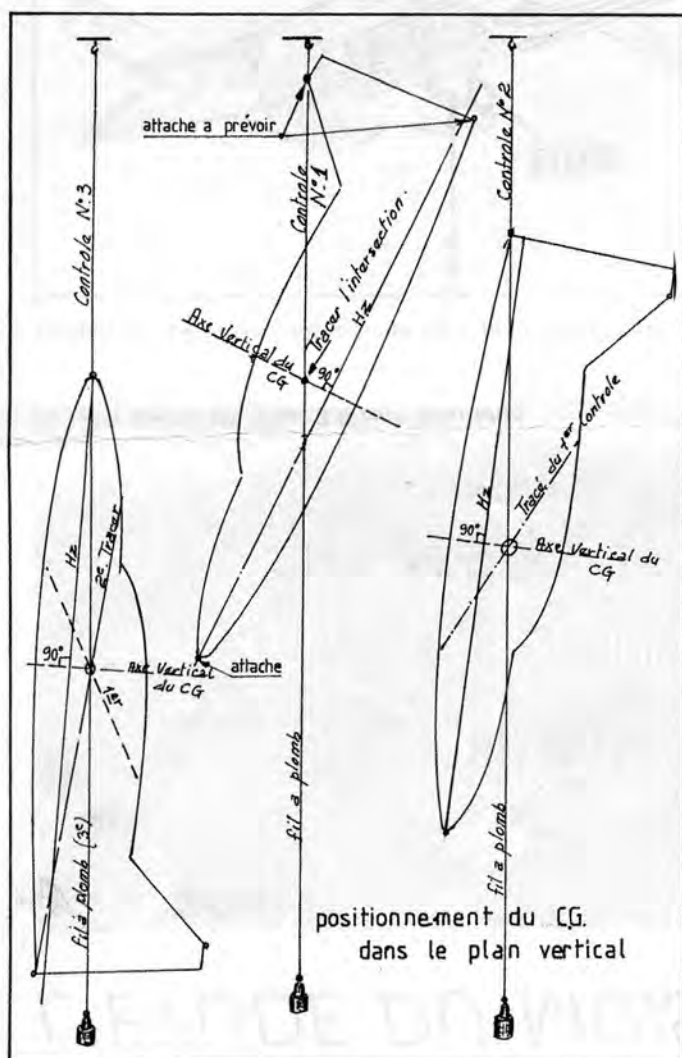 Controle N°3
2e Tracer
Hz
90°
Axe Vertical
du CG
1er
fil a plomb (3e)
attache a prévoir
Controle
N°1
Tracer l'intersection.
Axe Vertical du
CG
90°
Hz
attache
fil a plomb
Controle N°2
Tracé du 1er Controle
Hz
90°
Axe Vertical du
CG
fil a plomb
positionnement du C.G.
dans le plan vertical